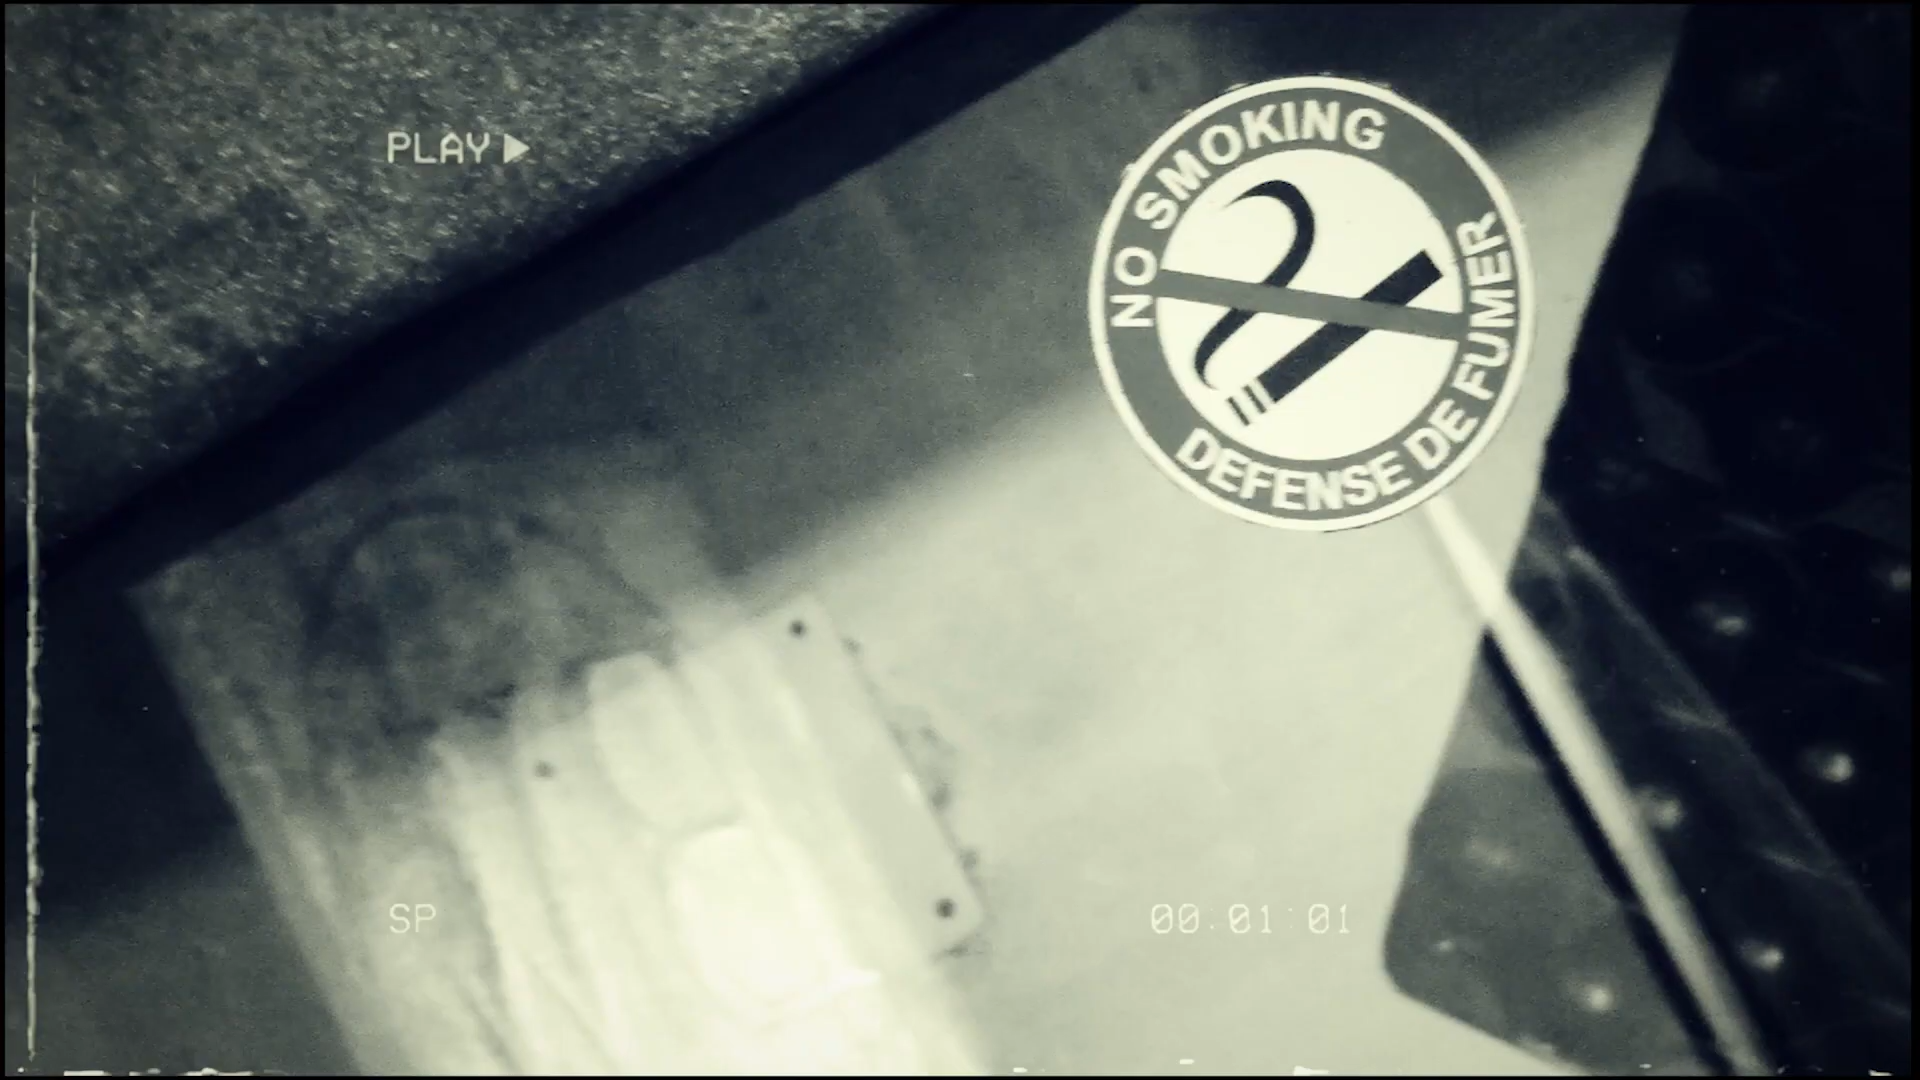 PLAY
NO SMOKING
DEFENSE DE FUMER
SP
00:01:01